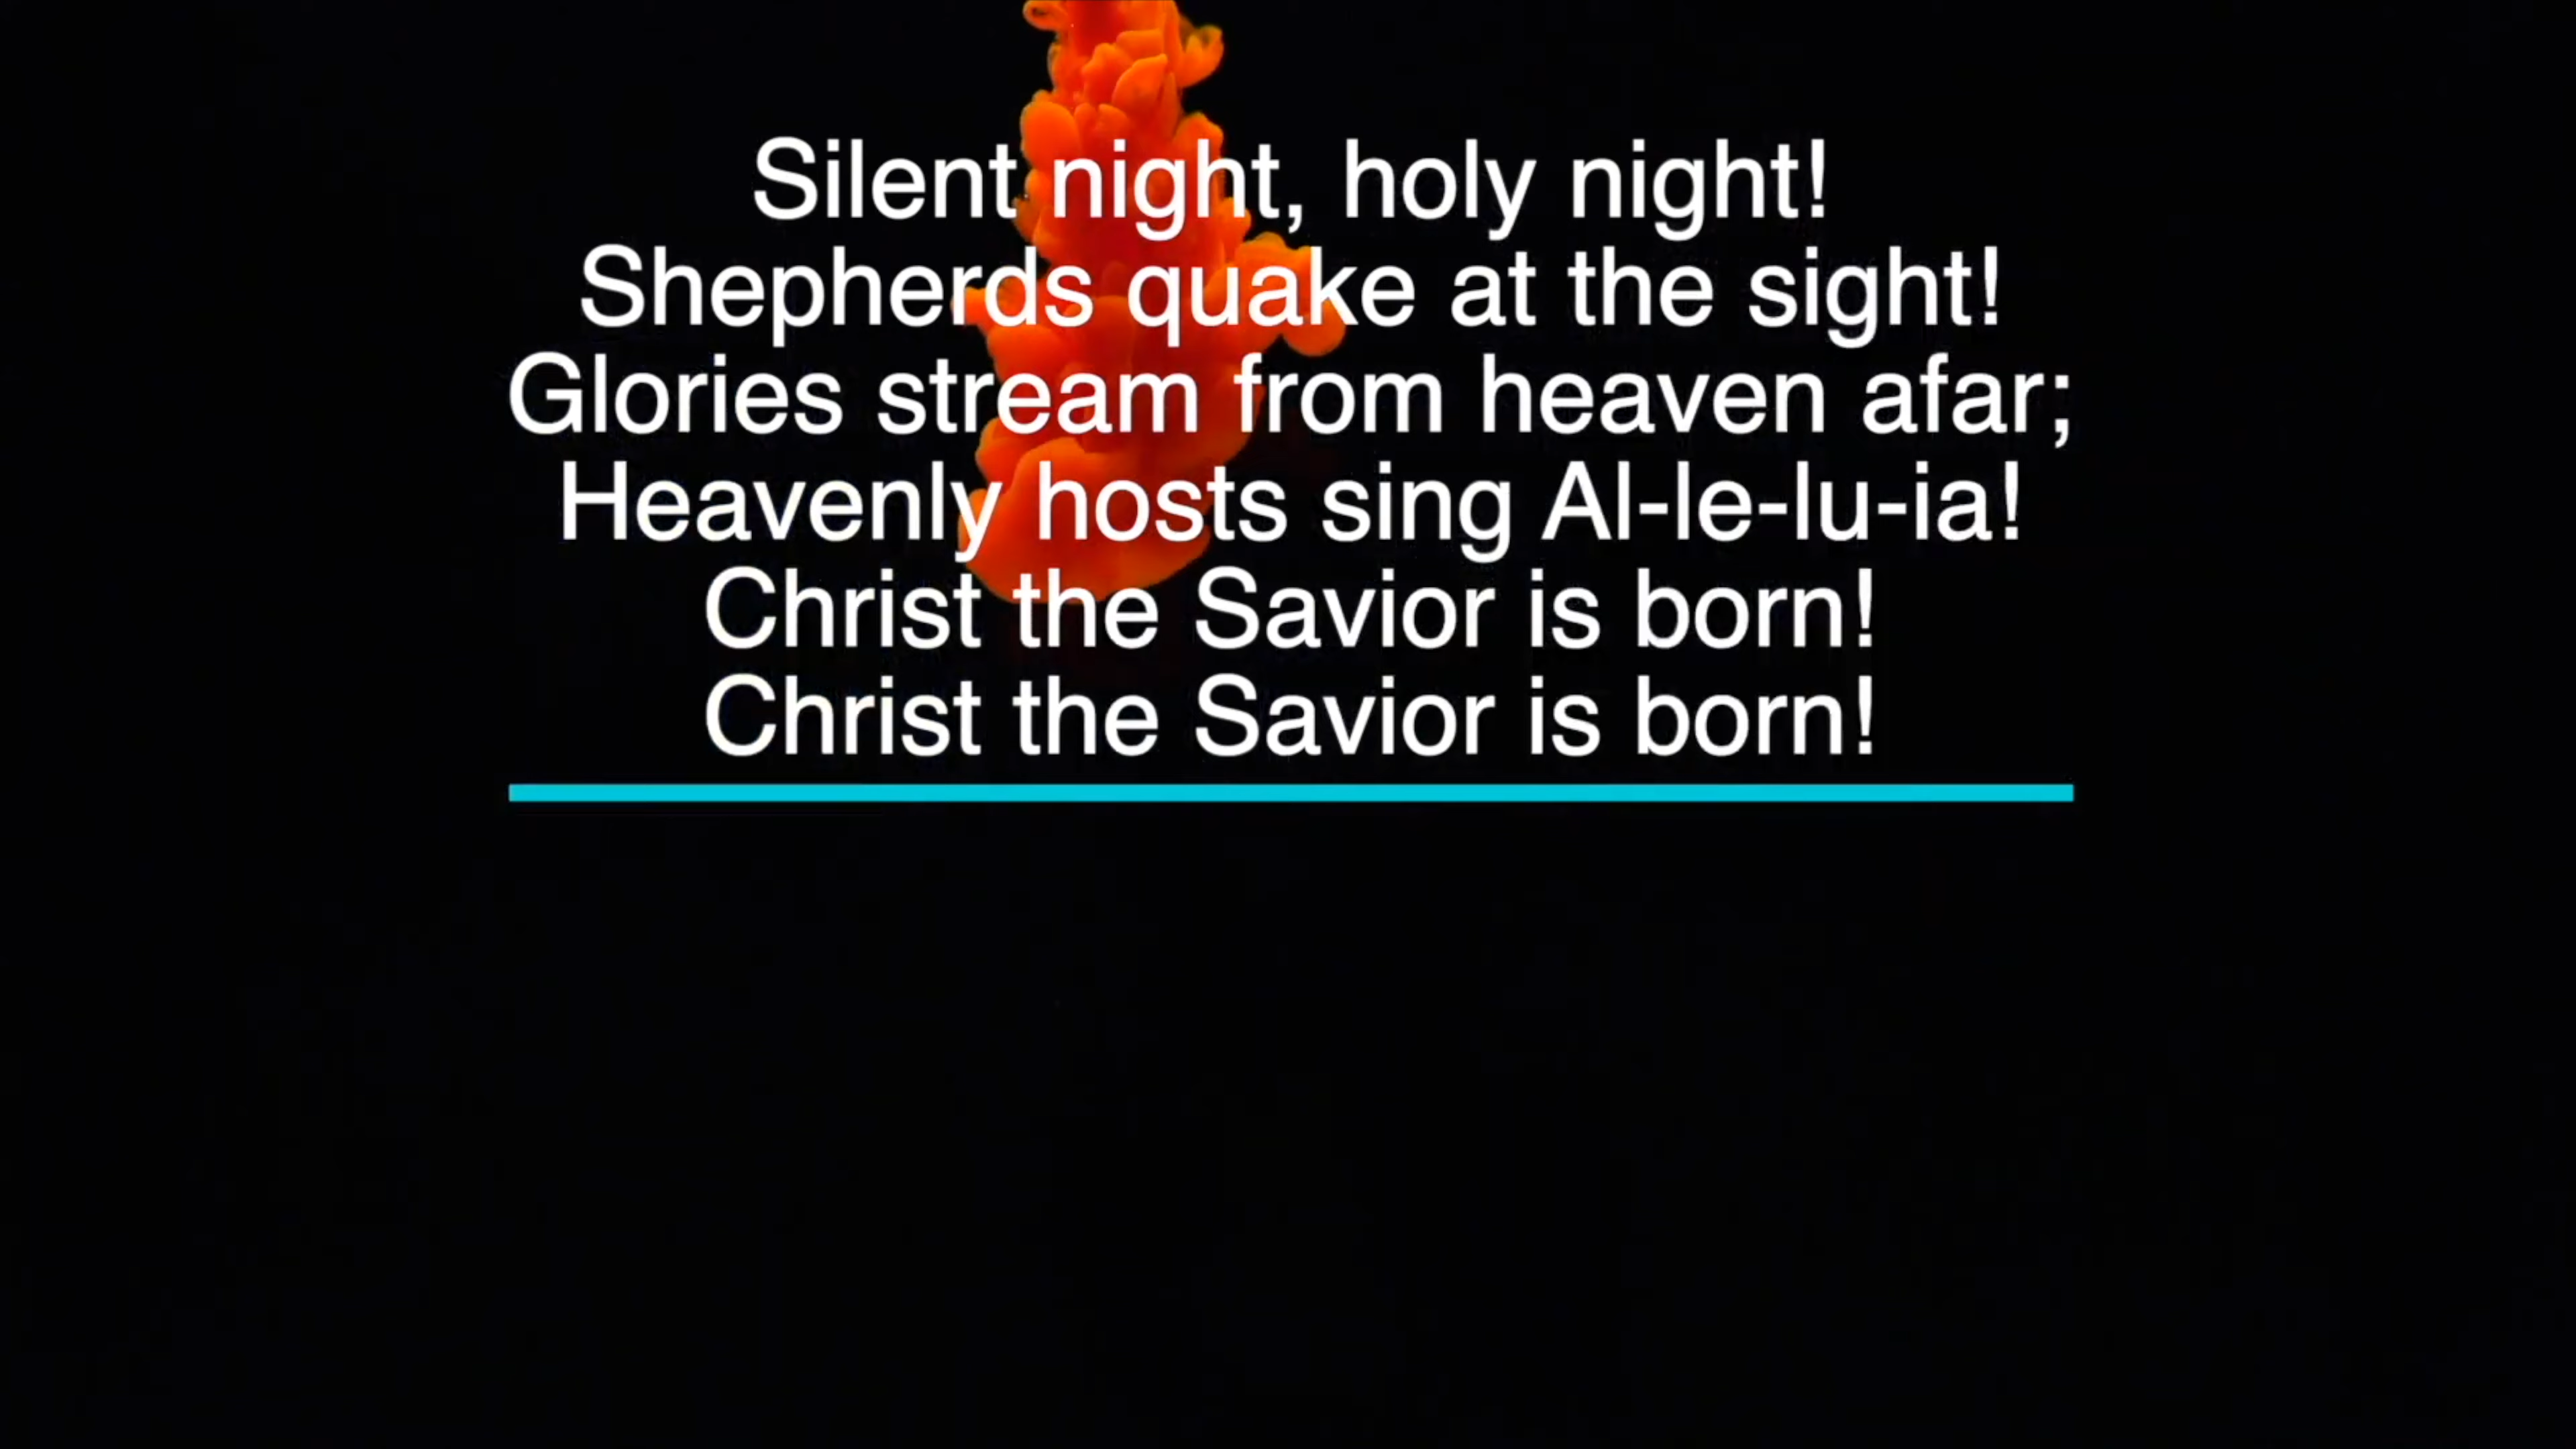 Silent night, holy night!
Shepherds quake at the sight!
Glories stream from heaven afar;
Heavenly hosts sing Al-le-lu-ia!
Christ the Savior is born!
Christ the Savior is born!